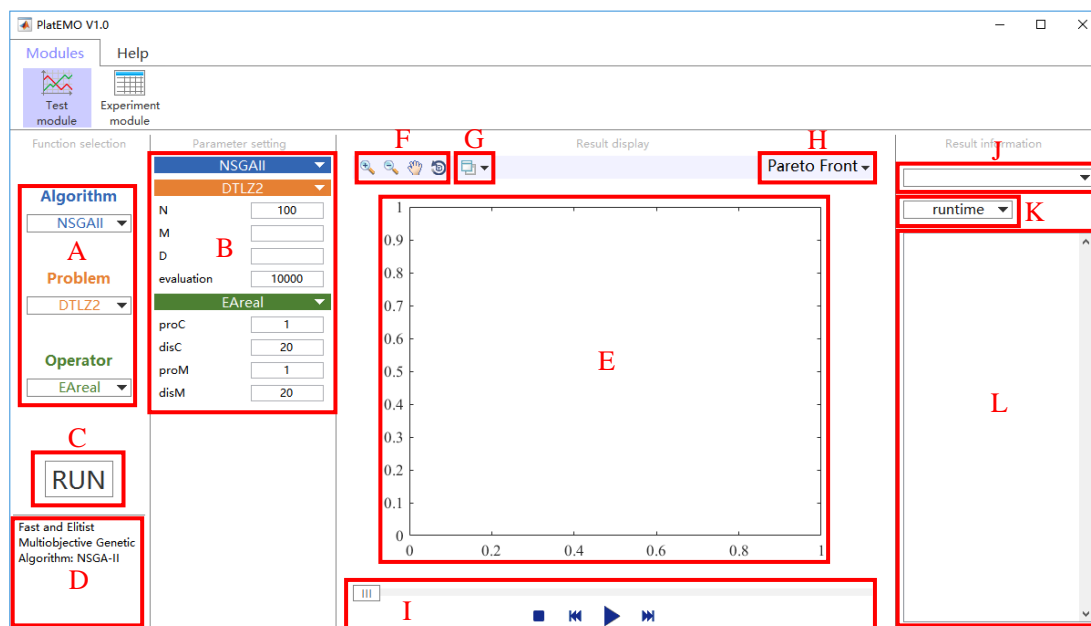 PlatEMO V1.0
Modules Help
Test module
Experiment module
Function selection
Parameter setting
Result display
Result information
A
Algorithm
NSGAII
Problem
DTLZ2
Operator
EAreal
C
RUN
Fast and Elitist
Multiobjective Genetic
Algorithm: NSGA-II
D
B
NSGAII
DTLZ2
N 100
M
D
evaluation 10000
EAreal
proC 1
disC 20
proM 1
disM 20
F
G
H
Pareto Front
E
1
0.9
0.8
0.7
0.6
0.5
0.4
0.3
0.2
0.1
0
0 0.2 0.4 0.6 0.8 1
I
J
runtime
K
L